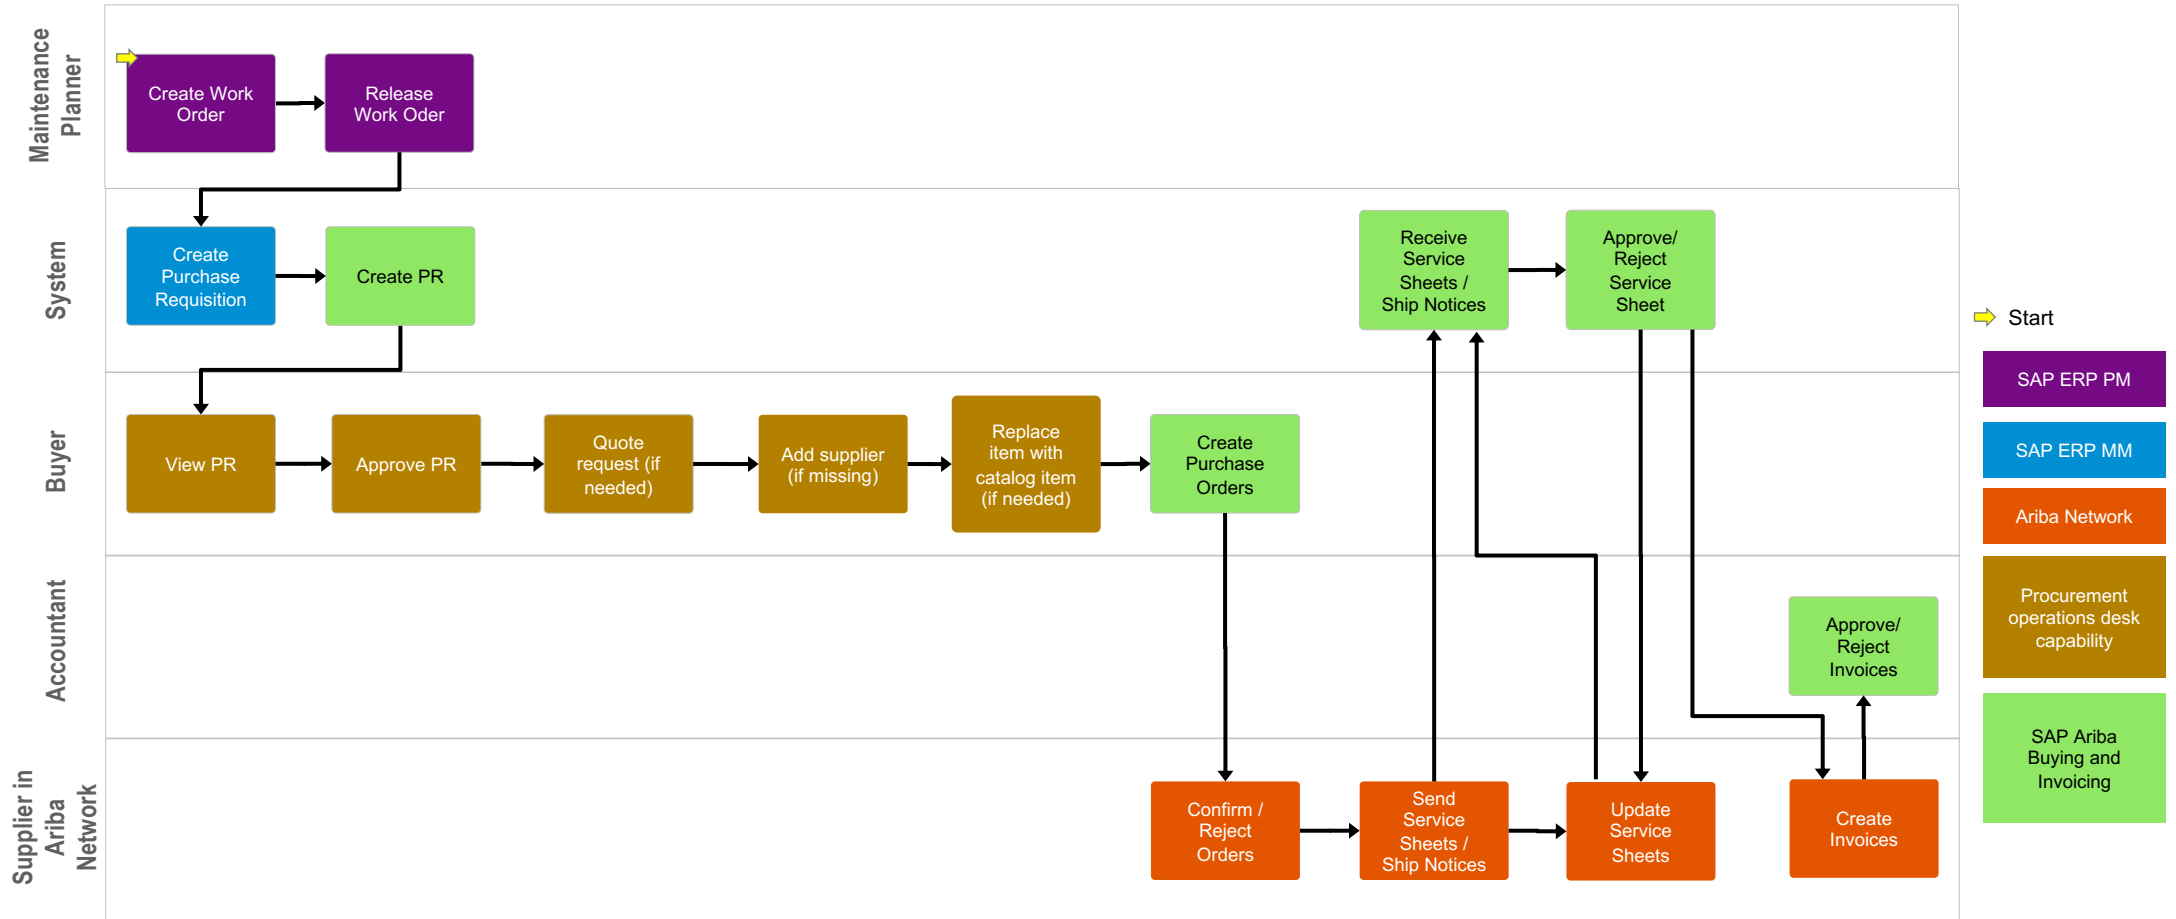 Maintenance
Planner
Create Work
Order
Release
Work Oder
System
Create
Purchase
Requisition
Create PR
Receive
Service
Sheets /
Ship Notices
Approve/
Reject
Service
Sheet
Buyer
View PR
Approve PR
Quote
request (if
needed)
Add supplier
(if missing)
Replace
item with
catalog item
(if needed)
Create
Purchase
Orders
Accountant
Approve/
Reject
Invoices
Supplier in
Ariba
Network
Confirm /
Reject
Orders
Send
Service
Sheets /
Ship Notices
Update
Service
Sheets
Create
Invoices
Start
SAP ERP PM
SAP ERP MM
Ariba Network
Procurement
operations desk
capability
SAP Ariba
Buying and
Invoicing